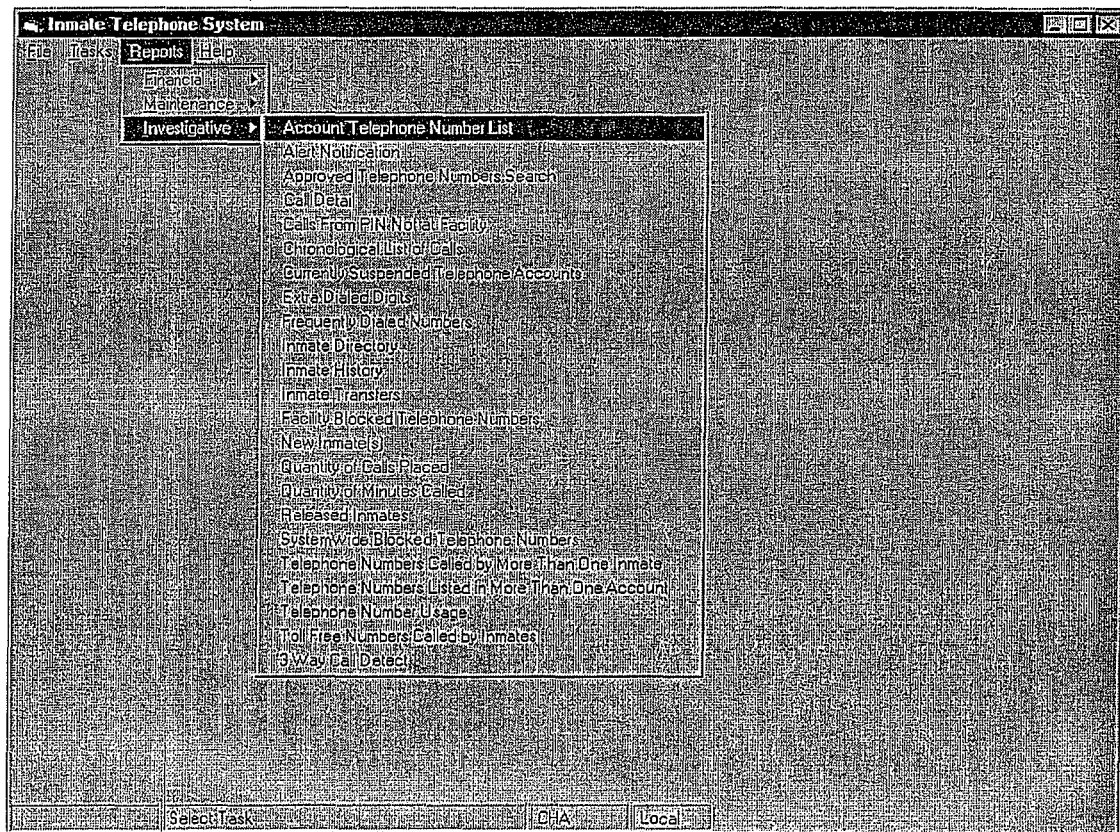 Inmate Telephone System
File Tasks Reports Help
Financial
Maintenance
Investigative
Account Telephone Number List
Alert Notification
Approved Telephone Numbers Search
Call Detail
Calls From PIN Not at Facility
Chronological List of Calls
Currently Suspended Telephone Accounts
Extra Dialed Digits
Frequently Dialed Numbers
Inmate Directory
Inmate History
Inmate Transfers
Facility Blocked Telephone Numbers
New Inmate(s)
Quantity of Calls Placed
Quantity of Minutes Called
Released Inmates
Systemwide Blocked Telephone Numbers
Telephone Numbers Called by More Than One Inmate
Telephone Numbers Listed in More Than One Account
Telephone Number Usage
Toll Free Numbers Called by Inmates
3 Way Call Detect
Select Task CHA Local